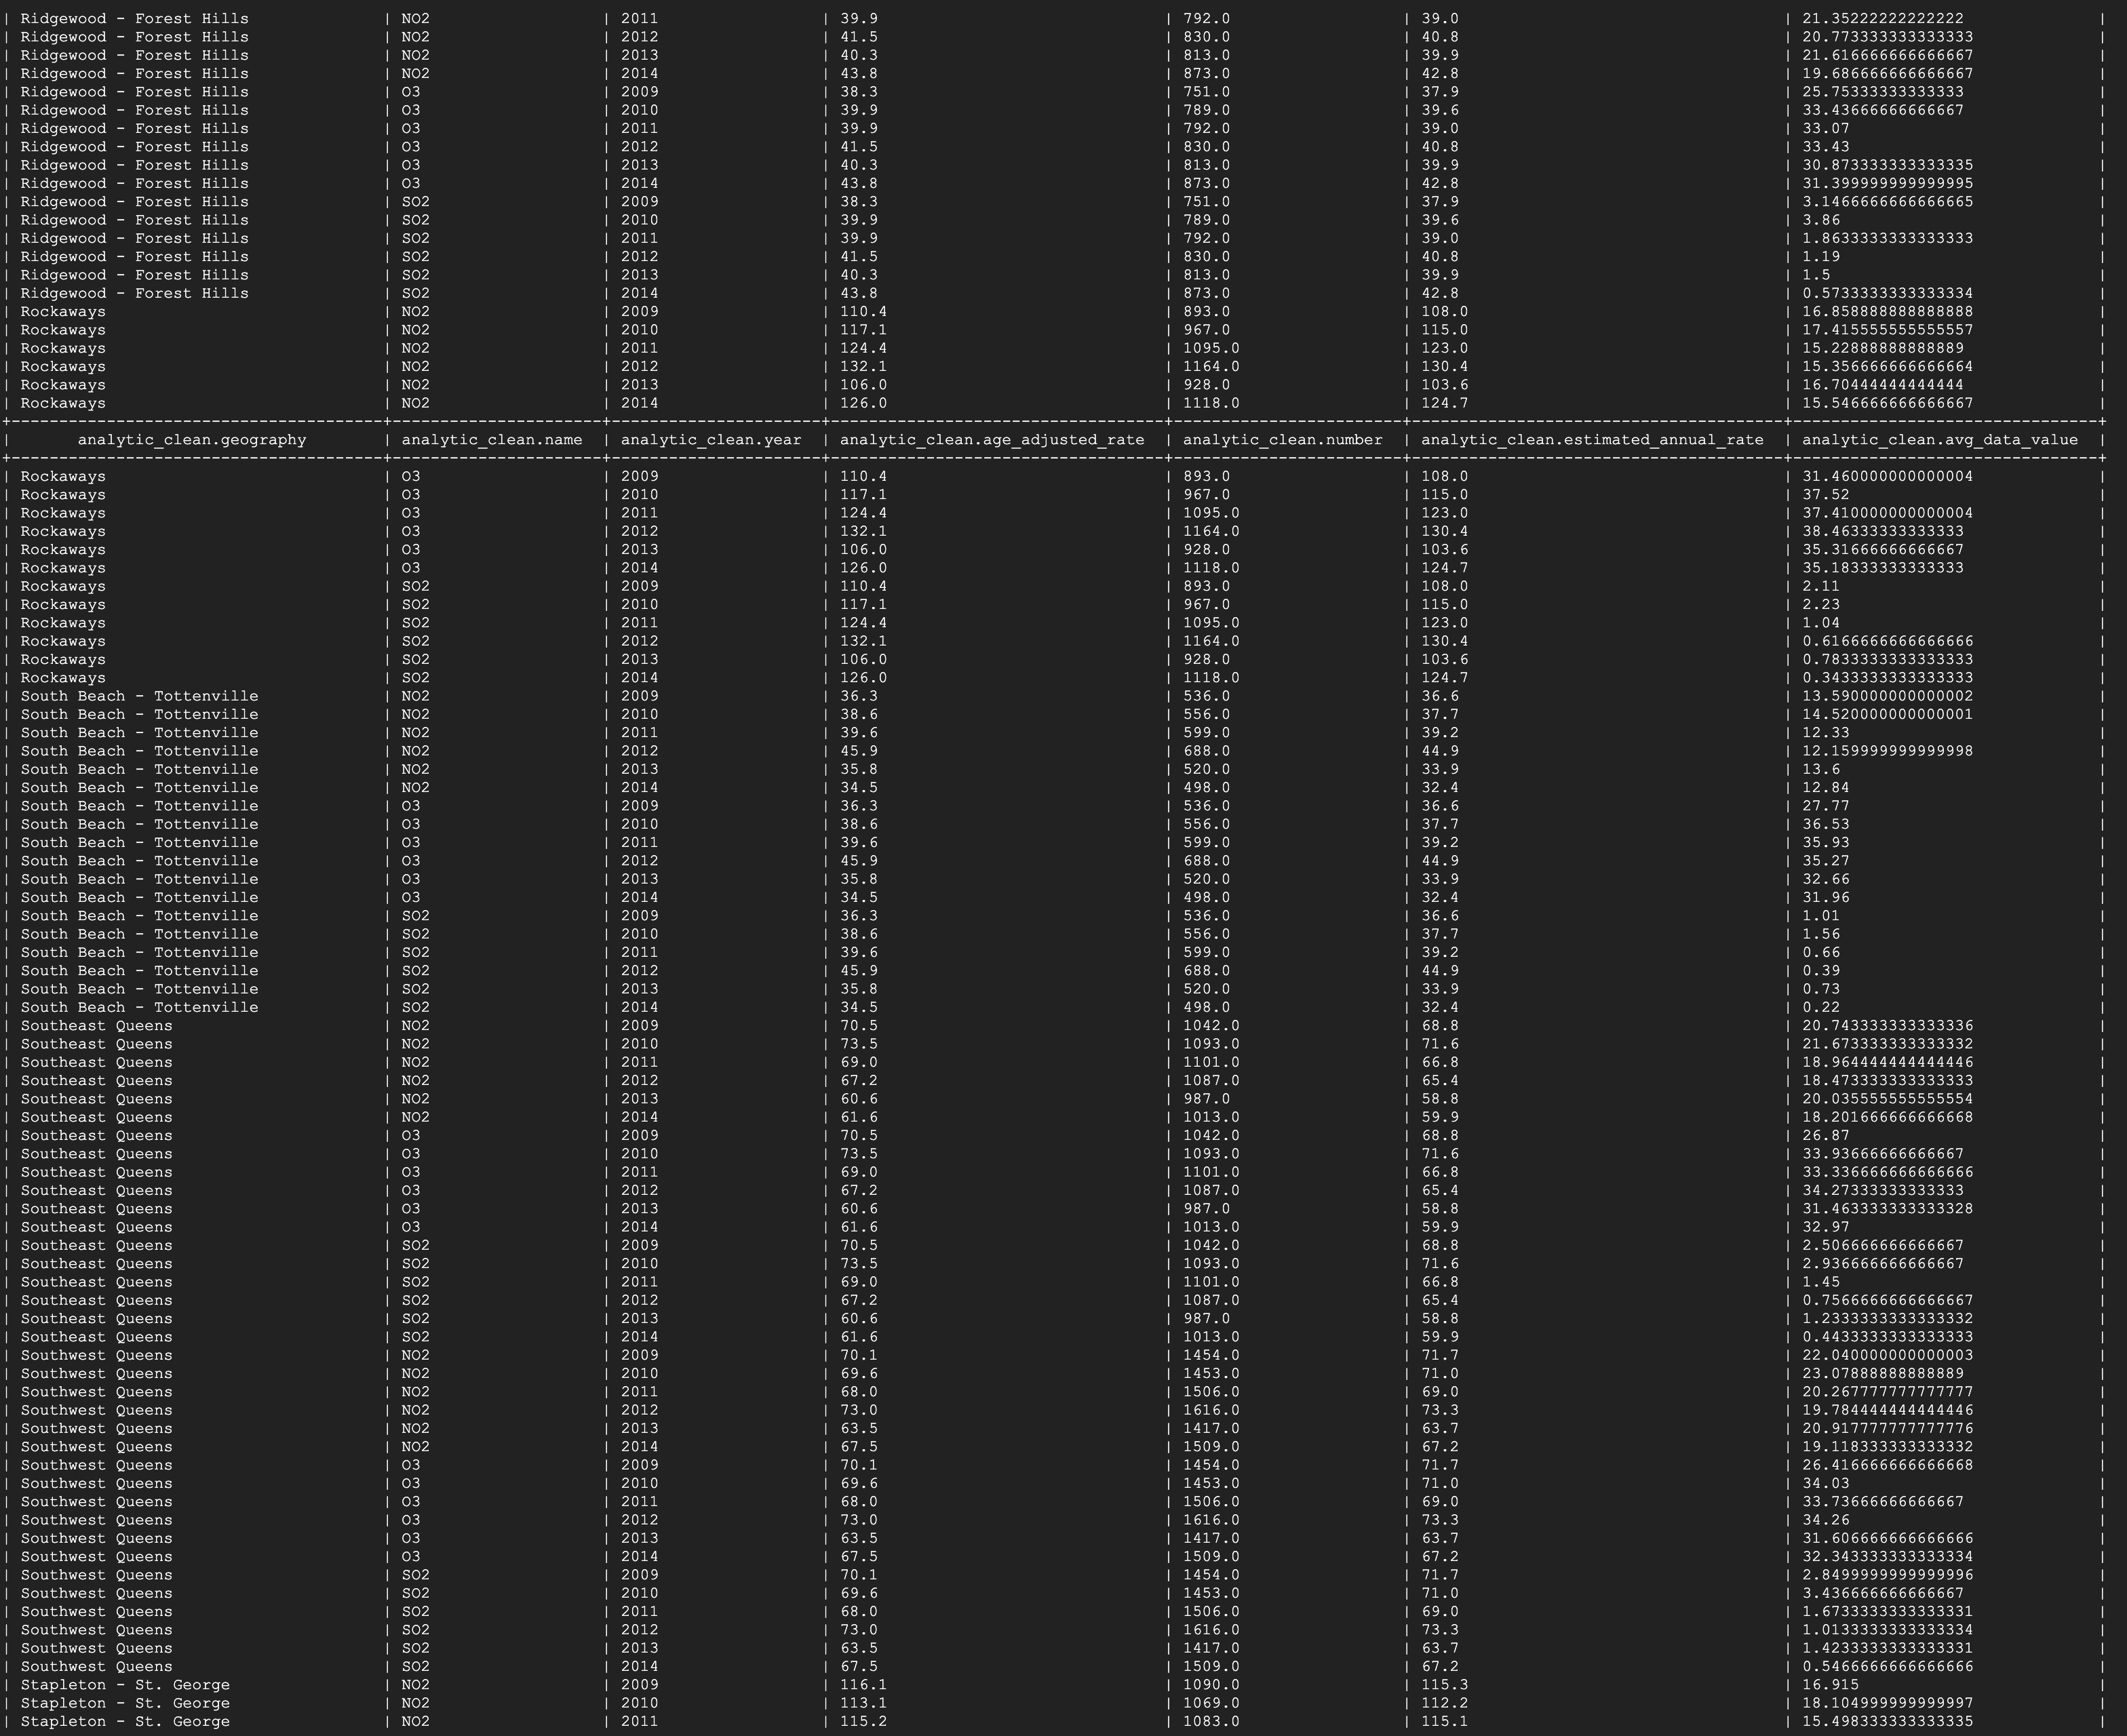 | Ridgewood - Forest Hills | NO2 | 2011 | 39.9 | 792.0 | 39.0 | 21.35222222222222 |
| Ridgewood - Forest Hills | NO2 | 2012 | 41.5 | 830.0 | 40.8 | 20.773333333333333 |
| Ridgewood - Forest Hills | NO2 | 2013 | 40.3 | 813.0 | 39.9 | 21.616666666666667 |
| Ridgewood - Forest Hills | NO2 | 2014 | 43.8 | 873.0 | 42.8 | 19.686666666666667 |
| Ridgewood - Forest Hills | O3 | 2009 | 38.3 | 751.0 | 37.9 | 25.75333333333333 |
| Ridgewood - Forest Hills | O3 | 2010 | 39.9 | 789.0 | 39.6 | 33.43666666666667 |
| Ridgewood - Forest Hills | O3 | 2011 | 39.9 | 792.0 | 39.0 | 33.07 |
| Ridgewood - Forest Hills | O3 | 2012 | 41.5 | 830.0 | 40.8 | 33.43 |
| Ridgewood - Forest Hills | O3 | 2013 | 40.3 | 813.0 | 39.9 | 30.873333333333335 |
| Ridgewood - Forest Hills | O3 | 2014 | 43.8 | 873.0 | 42.8 | 31.399999999999995 |
| Ridgewood - Forest Hills | SO2 | 2009 | 38.3 | 751.0 | 37.9 | 3.1466666666666665 |
| Ridgewood - Forest Hills | SO2 | 2010 | 39.9 | 789.0 | 39.6 | 3.86 |
| Ridgewood - Forest Hills | SO2 | 2011 | 39.9 | 792.0 | 39.0 | 1.8633333333333333 |
| Ridgewood - Forest Hills | SO2 | 2012 | 41.5 | 830.0 | 40.8 | 1.19 |
| Ridgewood - Forest Hills | SO2 | 2013 | 40.3 | 813.0 | 39.9 | 1.5 |
| Ridgewood - Forest Hills | SO2 | 2014 | 43.8 | 873.0 | 42.8 | 0.5733333333333334 |
| Rockaways | NO2 | 2009 | 110.4 | 893.0 | 108.0 | 16.858888888888888 |
| Rockaways | NO2 | 2010 | 117.1 | 967.0 | 115.0 | 17.415555555555557 |
| Rockaways | NO2 | 2011 | 124.4 | 1095.0 | 123.0 | 15.22888888888889 |
| Rockaways | NO2 | 2012 | 132.1 | 1164.0 | 130.4 | 15.356666666666664 |
| Rockaways | NO2 | 2013 | 106.0 | 928.0 | 103.6 | 16.70444444444444 |
| Rockaways | NO2 | 2014 | 126.0 | 1118.0 | 124.7 | 15.546666666666667 |
| analytic_clean.geography | analytic_clean.name | analytic_clean.year | analytic_clean.age_adjusted_rate | analytic_clean.number | analytic_clean.estimated_annual_rate | analytic_clean.avg_data_value |
| Rockaways | O3 | 2009 | 110.4 | 893.0 | 108.0 | 31.460000000000004 |
| Rockaways | O3 | 2010 | 117.1 | 967.0 | 115.0 | 37.52 |
| Rockaways | O3 | 2011 | 124.4 | 1095.0 | 123.0 | 37.410000000000004 |
| Rockaways | O3 | 2012 | 132.1 | 1164.0 | 130.4 | 38.46333333333333 |
| Rockaways | O3 | 2013 | 106.0 | 928.0 | 103.6 | 35.31666666666667 |
| Rockaways | O3 | 2014 | 126.0 | 1118.0 | 124.7 | 35.18333333333333 |
| Rockaways | SO2 | 2009 | 110.4 | 893.0 | 108.0 | 2.11 |
| Rockaways | SO2 | 2010 | 117.1 | 967.0 | 115.0 | 2.23 |
| Rockaways | SO2 | 2011 | 124.4 | 1095.0 | 123.0 | 1.04 |
| Rockaways | SO2 | 2012 | 132.1 | 1164.0 | 130.4 | 0.6166666666666666 |
| Rockaways | SO2 | 2013 | 106.0 | 928.0 | 103.6 | 0.7833333333333333 |
| Rockaways | SO2 | 2014 | 126.0 | 1118.0 | 124.7 | 0.3433333333333333 |
| South Beach - Tottenville | NO2 | 2009 | 36.3 | 536.0 | 36.6 | 13.590000000000002 |
| South Beach - Tottenville | NO2 | 2010 | 38.6 | 556.0 | 37.7 | 14.520000000000001 |
| South Beach - Tottenville | NO2 | 2011 | 39.6 | 599.0 | 39.2 | 12.33 |
| South Beach - Tottenville | NO2 | 2012 | 45.9 | 688.0 | 44.9 | 12.159999999999998 |
| South Beach - Tottenville | NO2 | 2013 | 35.8 | 520.0 | 33.9 | 13.6 |
| South Beach - Tottenville | NO2 | 2014 | 34.5 | 498.0 | 32.4 | 12.84 |
| South Beach - Tottenville | O3 | 2009 | 36.3 | 536.0 | 36.6 | 27.77 |
| South Beach - Tottenville | O3 | 2010 | 38.6 | 556.0 | 37.7 | 36.53 |
| South Beach - Tottenville | O3 | 2011 | 39.6 | 599.0 | 39.2 | 35.93 |
| South Beach - Tottenville | O3 | 2012 | 45.9 | 688.0 | 44.9 | 35.27 |
| South Beach - Tottenville | O3 | 2013 | 35.8 | 520.0 | 33.9 | 32.66 |
| South Beach - Tottenville | O3 | 2014 | 34.5 | 498.0 | 32.4 | 31.96 |
| South Beach - Tottenville | SO2 | 2009 | 36.3 | 536.0 | 36.6 | 1.01 |
| South Beach - Tottenville | SO2 | 2010 | 38.6 | 556.0 | 37.7 | 1.56 |
| South Beach - Tottenville | SO2 | 2011 | 39.6 | 599.0 | 39.2 | 0.66 |
| South Beach - Tottenville | SO2 | 2012 | 45.9 | 688.0 | 44.9 | 0.39 |
| South Beach - Tottenville | SO2 | 2013 | 35.8 | 520.0 | 33.9 | 0.73 |
| South Beach - Tottenville | SO2 | 2014 | 34.5 | 498.0 | 32.4 | 0.22 |
| Southeast Queens | NO2 | 2009 | 70.5 | 1042.0 | 68.8 | 20.743333333333336 |
| Southeast Queens | NO2 | 2010 | 73.5 | 1093.0 | 71.6 | 21.673333333333332 |
| Southeast Queens | NO2 | 2011 | 69.0 | 1101.0 | 66.8 | 18.964444444444446 |
| Southeast Queens | NO2 | 2012 | 67.2 | 1087.0 | 65.4 | 18.473333333333333 |
| Southeast Queens | NO2 | 2013 | 60.6 | 987.0 | 58.8 | 20.035555555555554 |
| Southeast Queens | NO2 | 2014 | 61.6 | 1013.0 | 59.9 | 18.201666666666668 |
| Southeast Queens | O3 | 2009 | 70.5 | 1042.0 | 68.8 | 26.87 |
| Southeast Queens | O3 | 2010 | 73.5 | 1093.0 | 71.6 | 33.93666666666667 |
| Southeast Queens | O3 | 2011 | 69.0 | 1101.0 | 66.8 | 33.336666666666666 |
| Southeast Queens | O3 | 2012 | 67.2 | 1087.0 | 65.4 | 34.27333333333333 |
| Southeast Queens | O3 | 2013 | 60.6 | 987.0 | 58.8 | 31.463333333333328 |
| Southeast Queens | O3 | 2014 | 61.6 | 1013.0 | 59.9 | 32.97 |
| Southeast Queens | SO2 | 2009 | 70.5 | 1042.0 | 68.8 | 2.506666666666667 |
| Southeast Queens | SO2 | 2010 | 73.5 | 1093.0 | 71.6 | 2.936666666666667 |
| Southeast Queens | SO2 | 2011 | 69.0 | 1101.0 | 66.8 | 1.45 |
| Southeast Queens | SO2 | 2012 | 67.2 | 1087.0 | 65.4 | 0.7566666666666667 |
| Southeast Queens | SO2 | 2013 | 60.6 | 987.0 | 58.8 | 1.2333333333333332 |
| Southeast Queens | SO2 | 2014 | 61.6 | 1013.0 | 59.9 | 0.4433333333333333 |
| Southwest Queens | NO2 | 2009 | 70.1 | 1454.0 | 71.7 | 22.040000000000003 |
| Southwest Queens | NO2 | 2010 | 69.6 | 1453.0 | 71.0 | 23.07888888888889 |
| Southwest Queens | NO2 | 2011 | 68.0 | 1506.0 | 69.0 | 20.267777777777777 |
| Southwest Queens | NO2 | 2012 | 73.0 | 1616.0 | 73.3 | 19.784444444444446 |
| Southwest Queens | NO2 | 2013 | 63.5 | 1417.0 | 63.7 | 20.917777777777776 |
| Southwest Queens | NO2 | 2014 | 67.5 | 1509.0 | 67.2 | 19.118333333333332 |
| Southwest Queens | O3 | 2009 | 70.1 | 1454.0 | 71.7 | 26.416666666666668 |
| Southwest Queens | O3 | 2010 | 69.6 | 1453.0 | 71.0 | 34.03 |
| Southwest Queens | O3 | 2011 | 68.0 | 1506.0 | 69.0 | 33.73666666666667 |
| Southwest Queens | O3 | 2012 | 73.0 | 1616.0 | 73.3 | 34.26 |
| Southwest Queens | O3 | 2013 | 63.5 | 1417.0 | 63.7 | 31.606666666666666 |
| Southwest Queens | O3 | 2014 | 67.5 | 1509.0 | 67.2 | 32.343333333333334 |
| Southwest Queens | SO2 | 2009 | 70.1 | 1454.0 | 71.7 | 2.8499999999999996 |
| Southwest Queens | SO2 | 2010 | 69.6 | 1453.0 | 71.0 | 3.436666666666667 |
| Southwest Queens | SO2 | 2011 | 68.0 | 1506.0 | 69.0 | 1.6733333333333331 |
| Southwest Queens | SO2 | 2012 | 73.0 | 1616.0 | 73.3 | 1.0133333333333334 |
| Southwest Queens | SO2 | 2013 | 63.5 | 1417.0 | 63.7 | 1.4233333333333331 |
| Southwest Queens | SO2 | 2014 | 67.5 | 1509.0 | 67.2 | 0.5466666666666666 |
| Stapleton - St. George | NO2 | 2009 | 116.1 | 1090.0 | 115.3 | 16.915 |
| Stapleton - St. George | NO2 | 2010 | 113.1 | 1069.0 | 112.2 | 18.104999999999997 |
| Stapleton - St. George | NO2 | 2011 | 115.2 | 1083.0 | 115.1 | 15.498333333333335 |